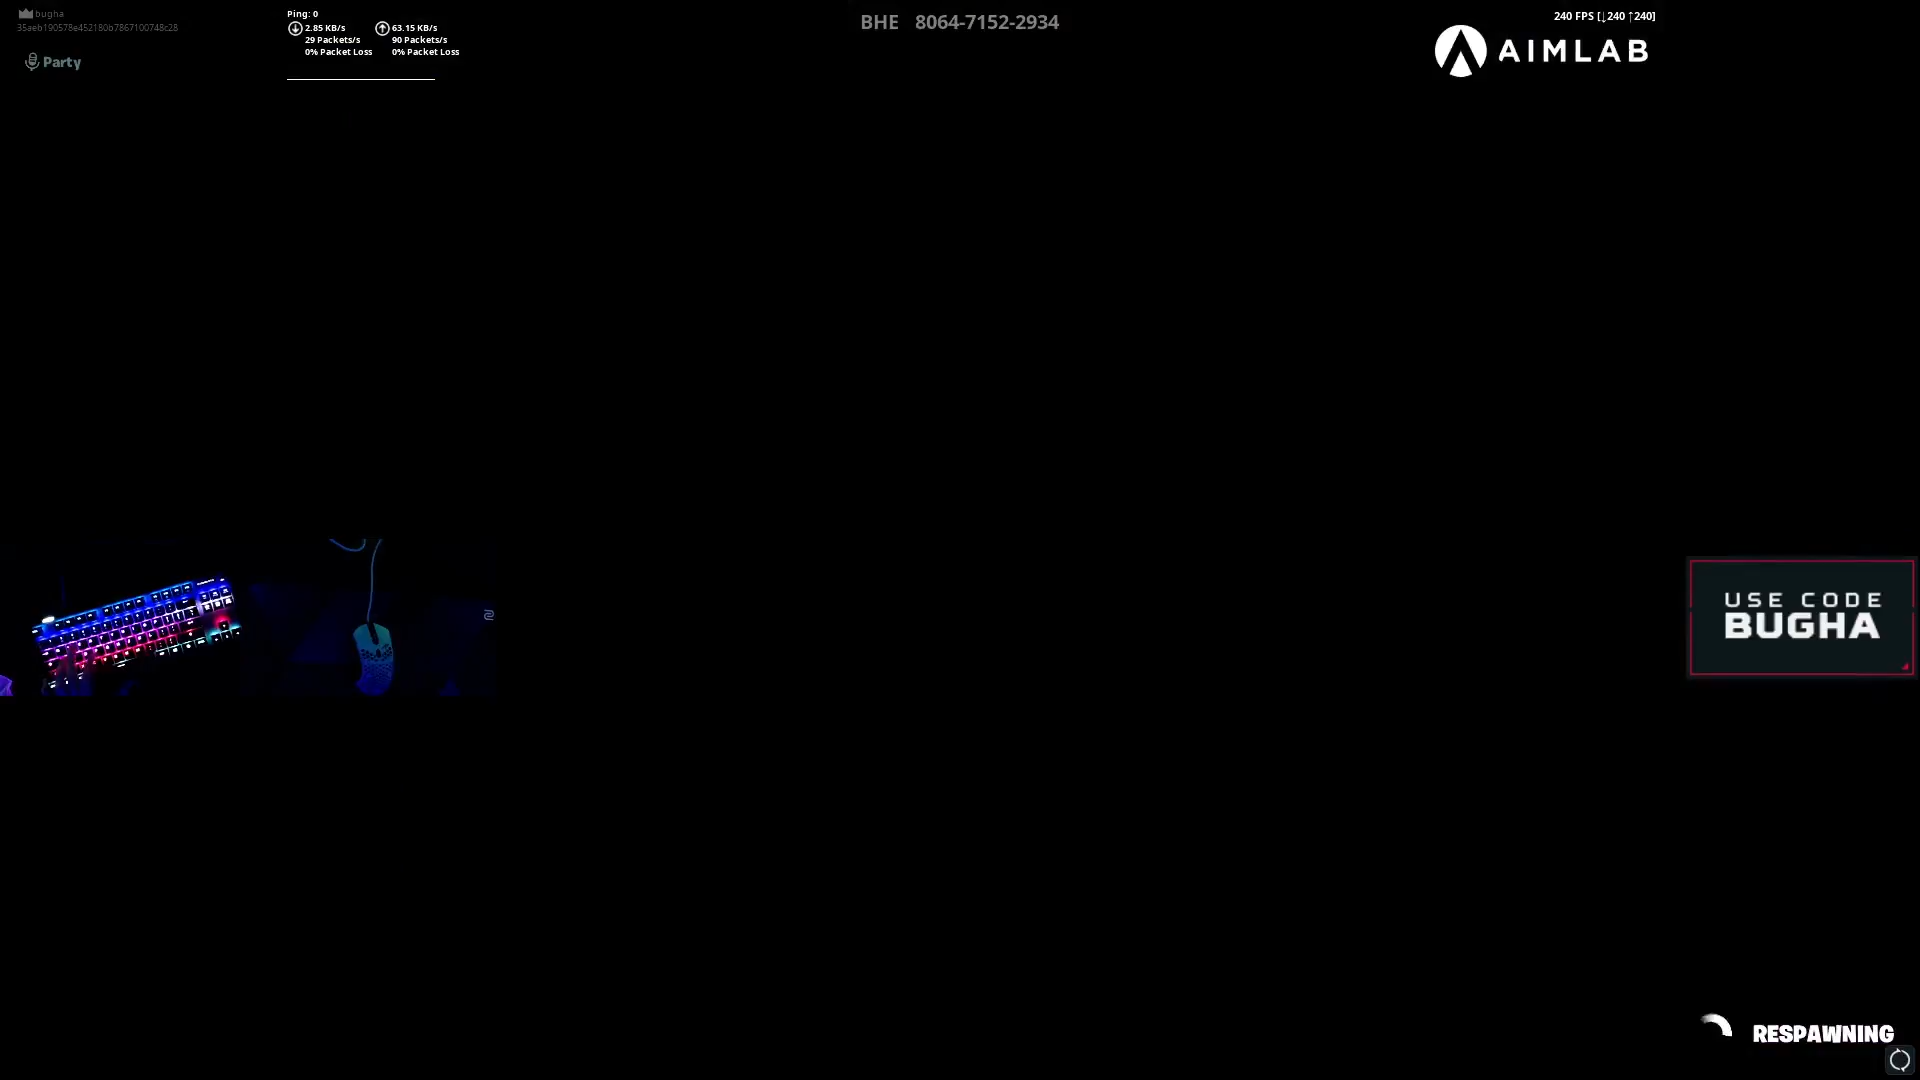 bugha
35aeb190578e452180b7867100748c28
Party
Ping: 0
2.85 KB/s
29 Packets/s
0% Packet Loss
63.15 KB/s
90 Packets/s
0% Packet Loss
BHE 8064-7152-2934
240 FPS [↓240 ↑240]
AIMLAB
USE CODE
BUGHA
RESPAWNING